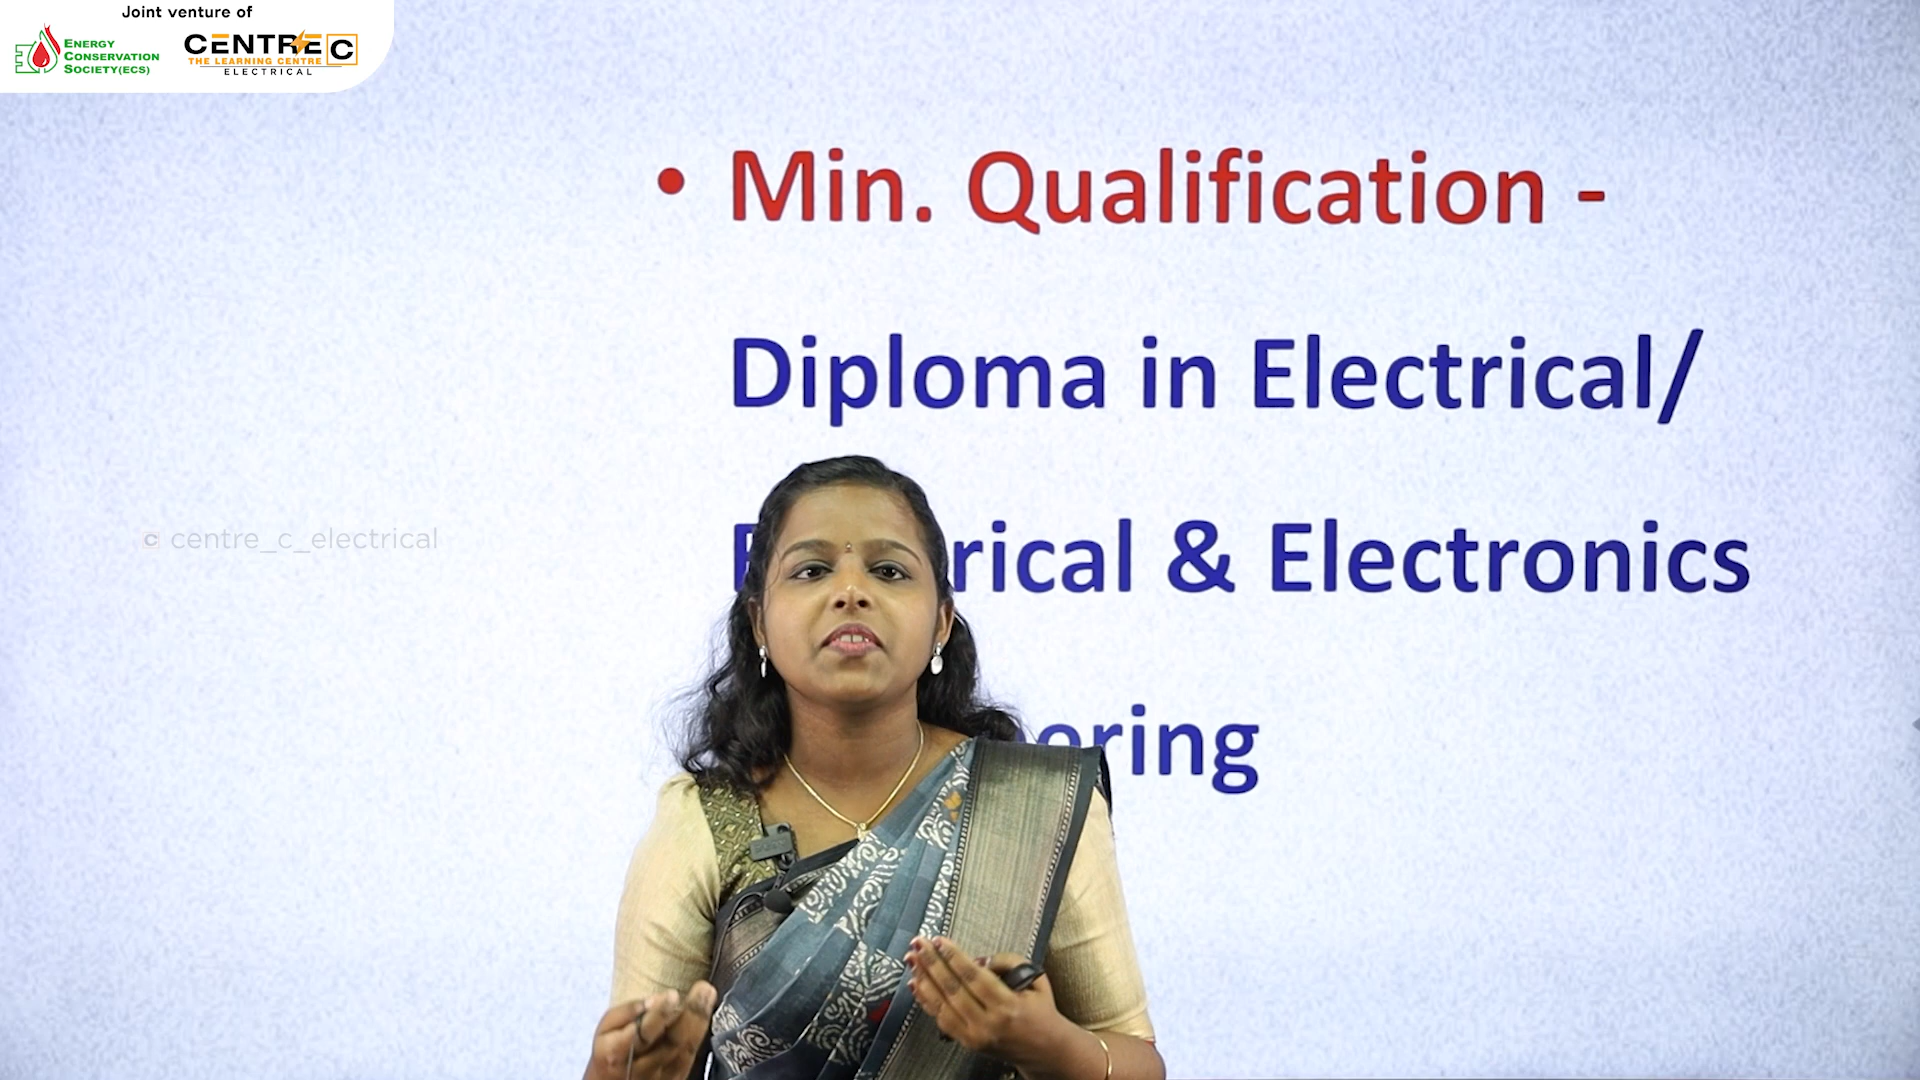 Joint venture of
ENERGY
CONSERVATION
SOCIETY(ECS)
CENTRE C
THE LEARNING CENTRE
ELECTRICAL
• Min. Qualification -
Diploma in Electrical/
rical & Electronics
ering
c centre_c_electrical